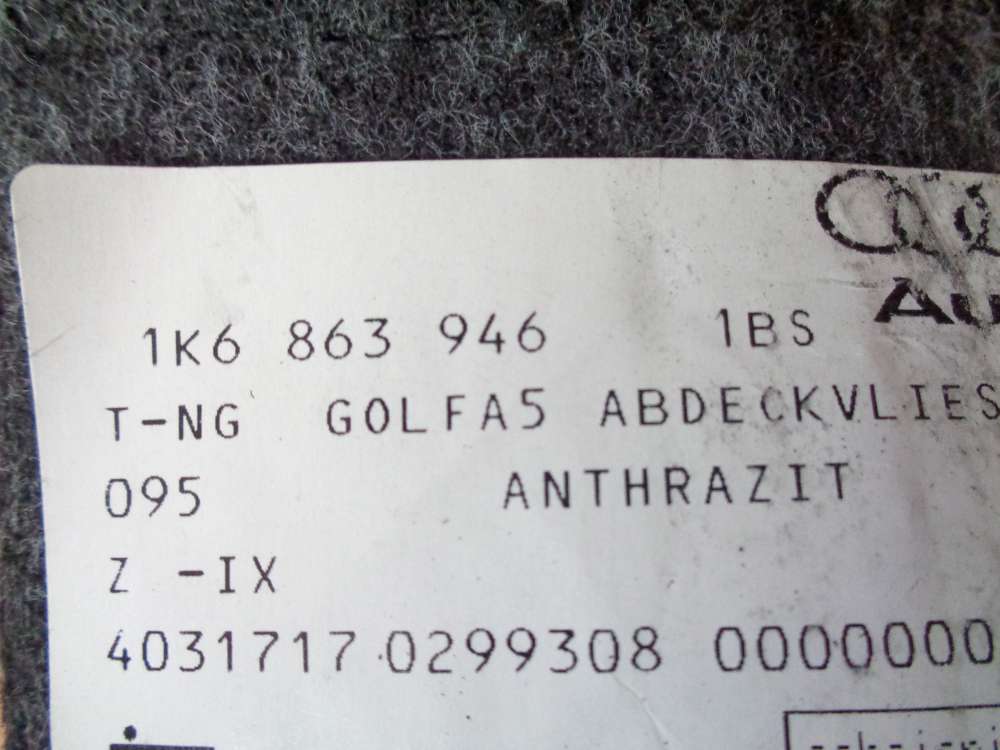 1K6 863 946 1BS
T-NG GOLFA5 ABDECKVLIES
095 ANTHRAZIT
Z -IX
4031717 0299308 0000000